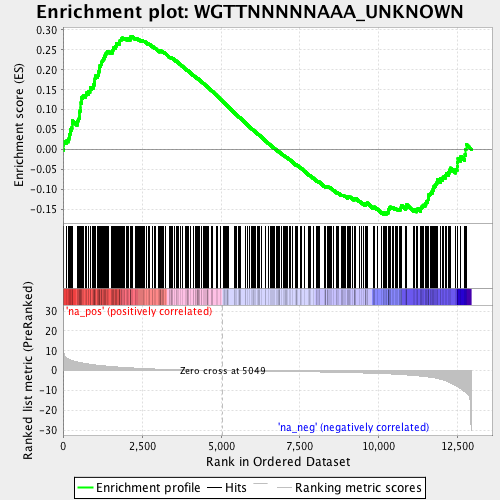 Enrichment plot: WGTTNNNNNAAA_UNKNOWN
Enrichment score (ES)
0.30
0.25
0.20
0.15
0.10
0.05
0.00
-0.05
-0.10
-0.15
Ranked list metric (PreRanked)
'na_pos' (positively correlated)
30
20
10
0
-10
-20
-30
Zero cross at 5049
'na_neg' (negatively correlated)
0
2,500
5,000
7,500
10,000
12,500
Rank in Ordered Dataset
Enrichment profile
Hits
Ranking metric scores